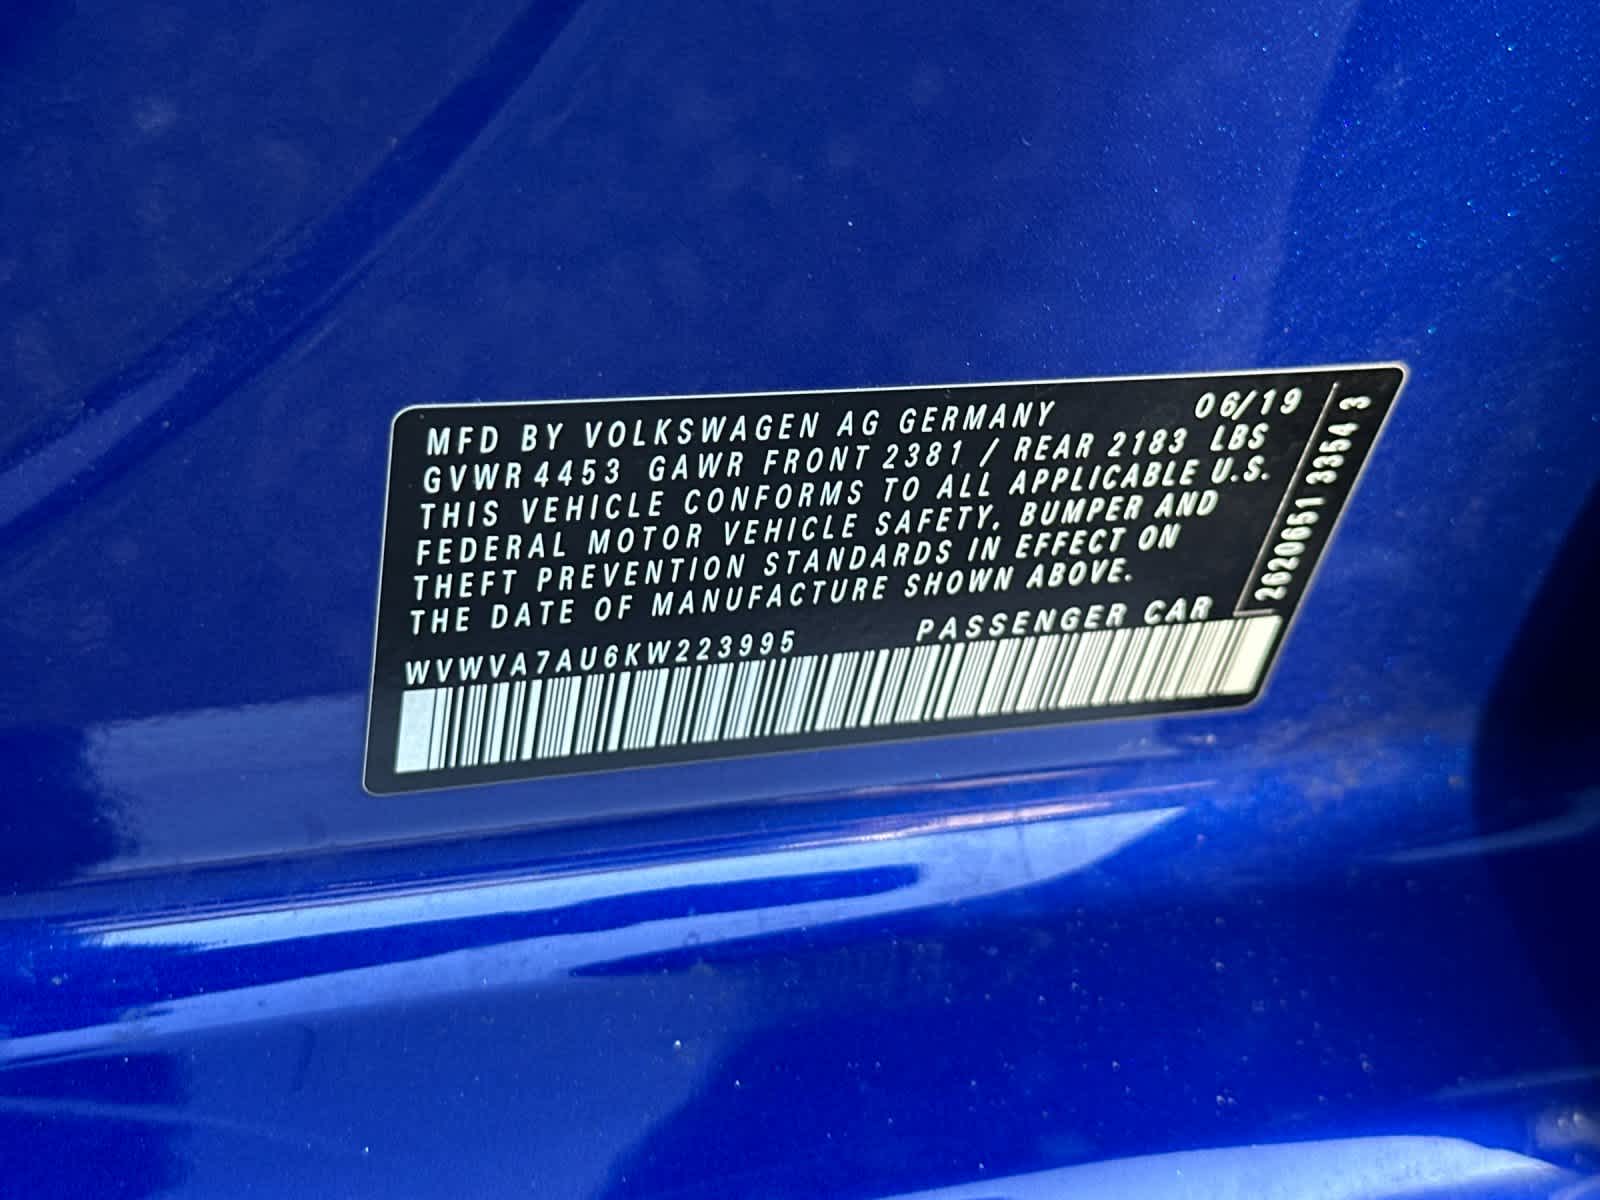 MFD BY VOLKSWAGEN AG GERMANY 06/19
GVWR 4453 GAWR FRONT 2381 / REAR 2183 LBS
THIS VEHICLE CONFORMS TO ALL APPLICABLE U.S.
FEDERAL MOTOR VEHICLE SAFETY, BUMPER AND
THEFT PREVENTION STANDARDS IN EFFECT ON
THE DATE OF MANUFACTURE SHOWN ABOVE.
WVWVA7AU6KW223995 PASSENGER CAR
2620651 3354 3